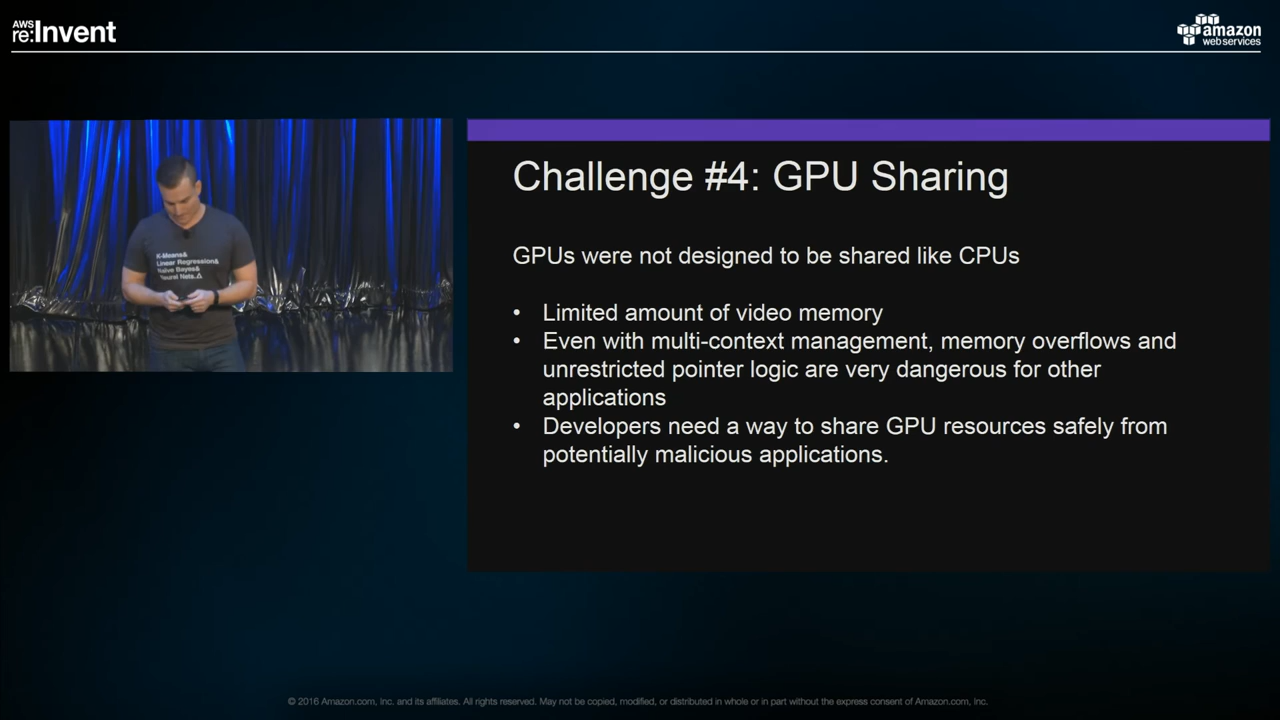 AWS
re:Invent
amazon
web services
K-Means&
Linear Regression&
Naïve Bayes&
Neural Nets.
Challenge #4: GPU Sharing
GPUs were not designed to be shared like CPUs
• Limited amount of video memory
• Even with multi-context management, memory overflows and
unrestricted pointer logic are very dangerous for other
applications
• Developers need a way to share GPU resources safely from
potentially malicious applications.
© 2016 Amazon.com, Inc. and its affiliates. All rights reserved. May not be copied, modified, or distributed in whole or in part without the express consent of Amazon.com, Inc.